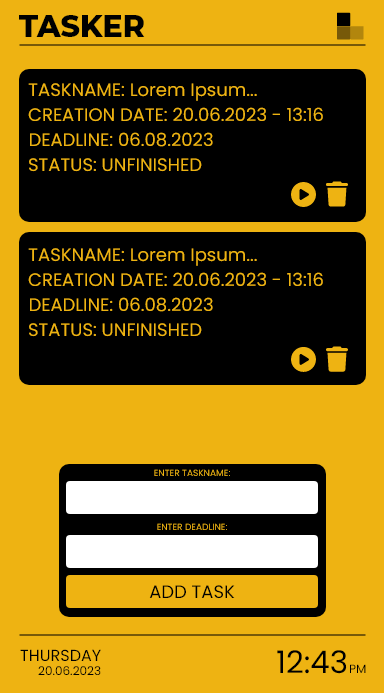 TASKER
TASKNAME: Lorem Ipsum...
CREATION DATE: 20.06.2023 - 13:16
DEADLINE: 06.08.2023
STATUS: UNFINISHED
TASKNAME: Lorem Ipsum...
CREATION DATE: 20.06.2023 - 13:16
DEADLINE: 06.08.2023
STATUS: UNFINISHED
ENTER TASKNAME:
ENTER DEADLINE:
ADD TASK
THURSDAY
20.06.2023
12:43 PM